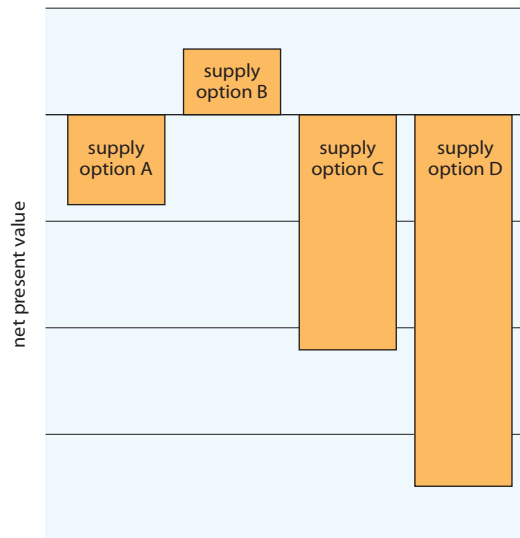 supply
option B
supply
option A
supply
option C
supply
option D
net present value